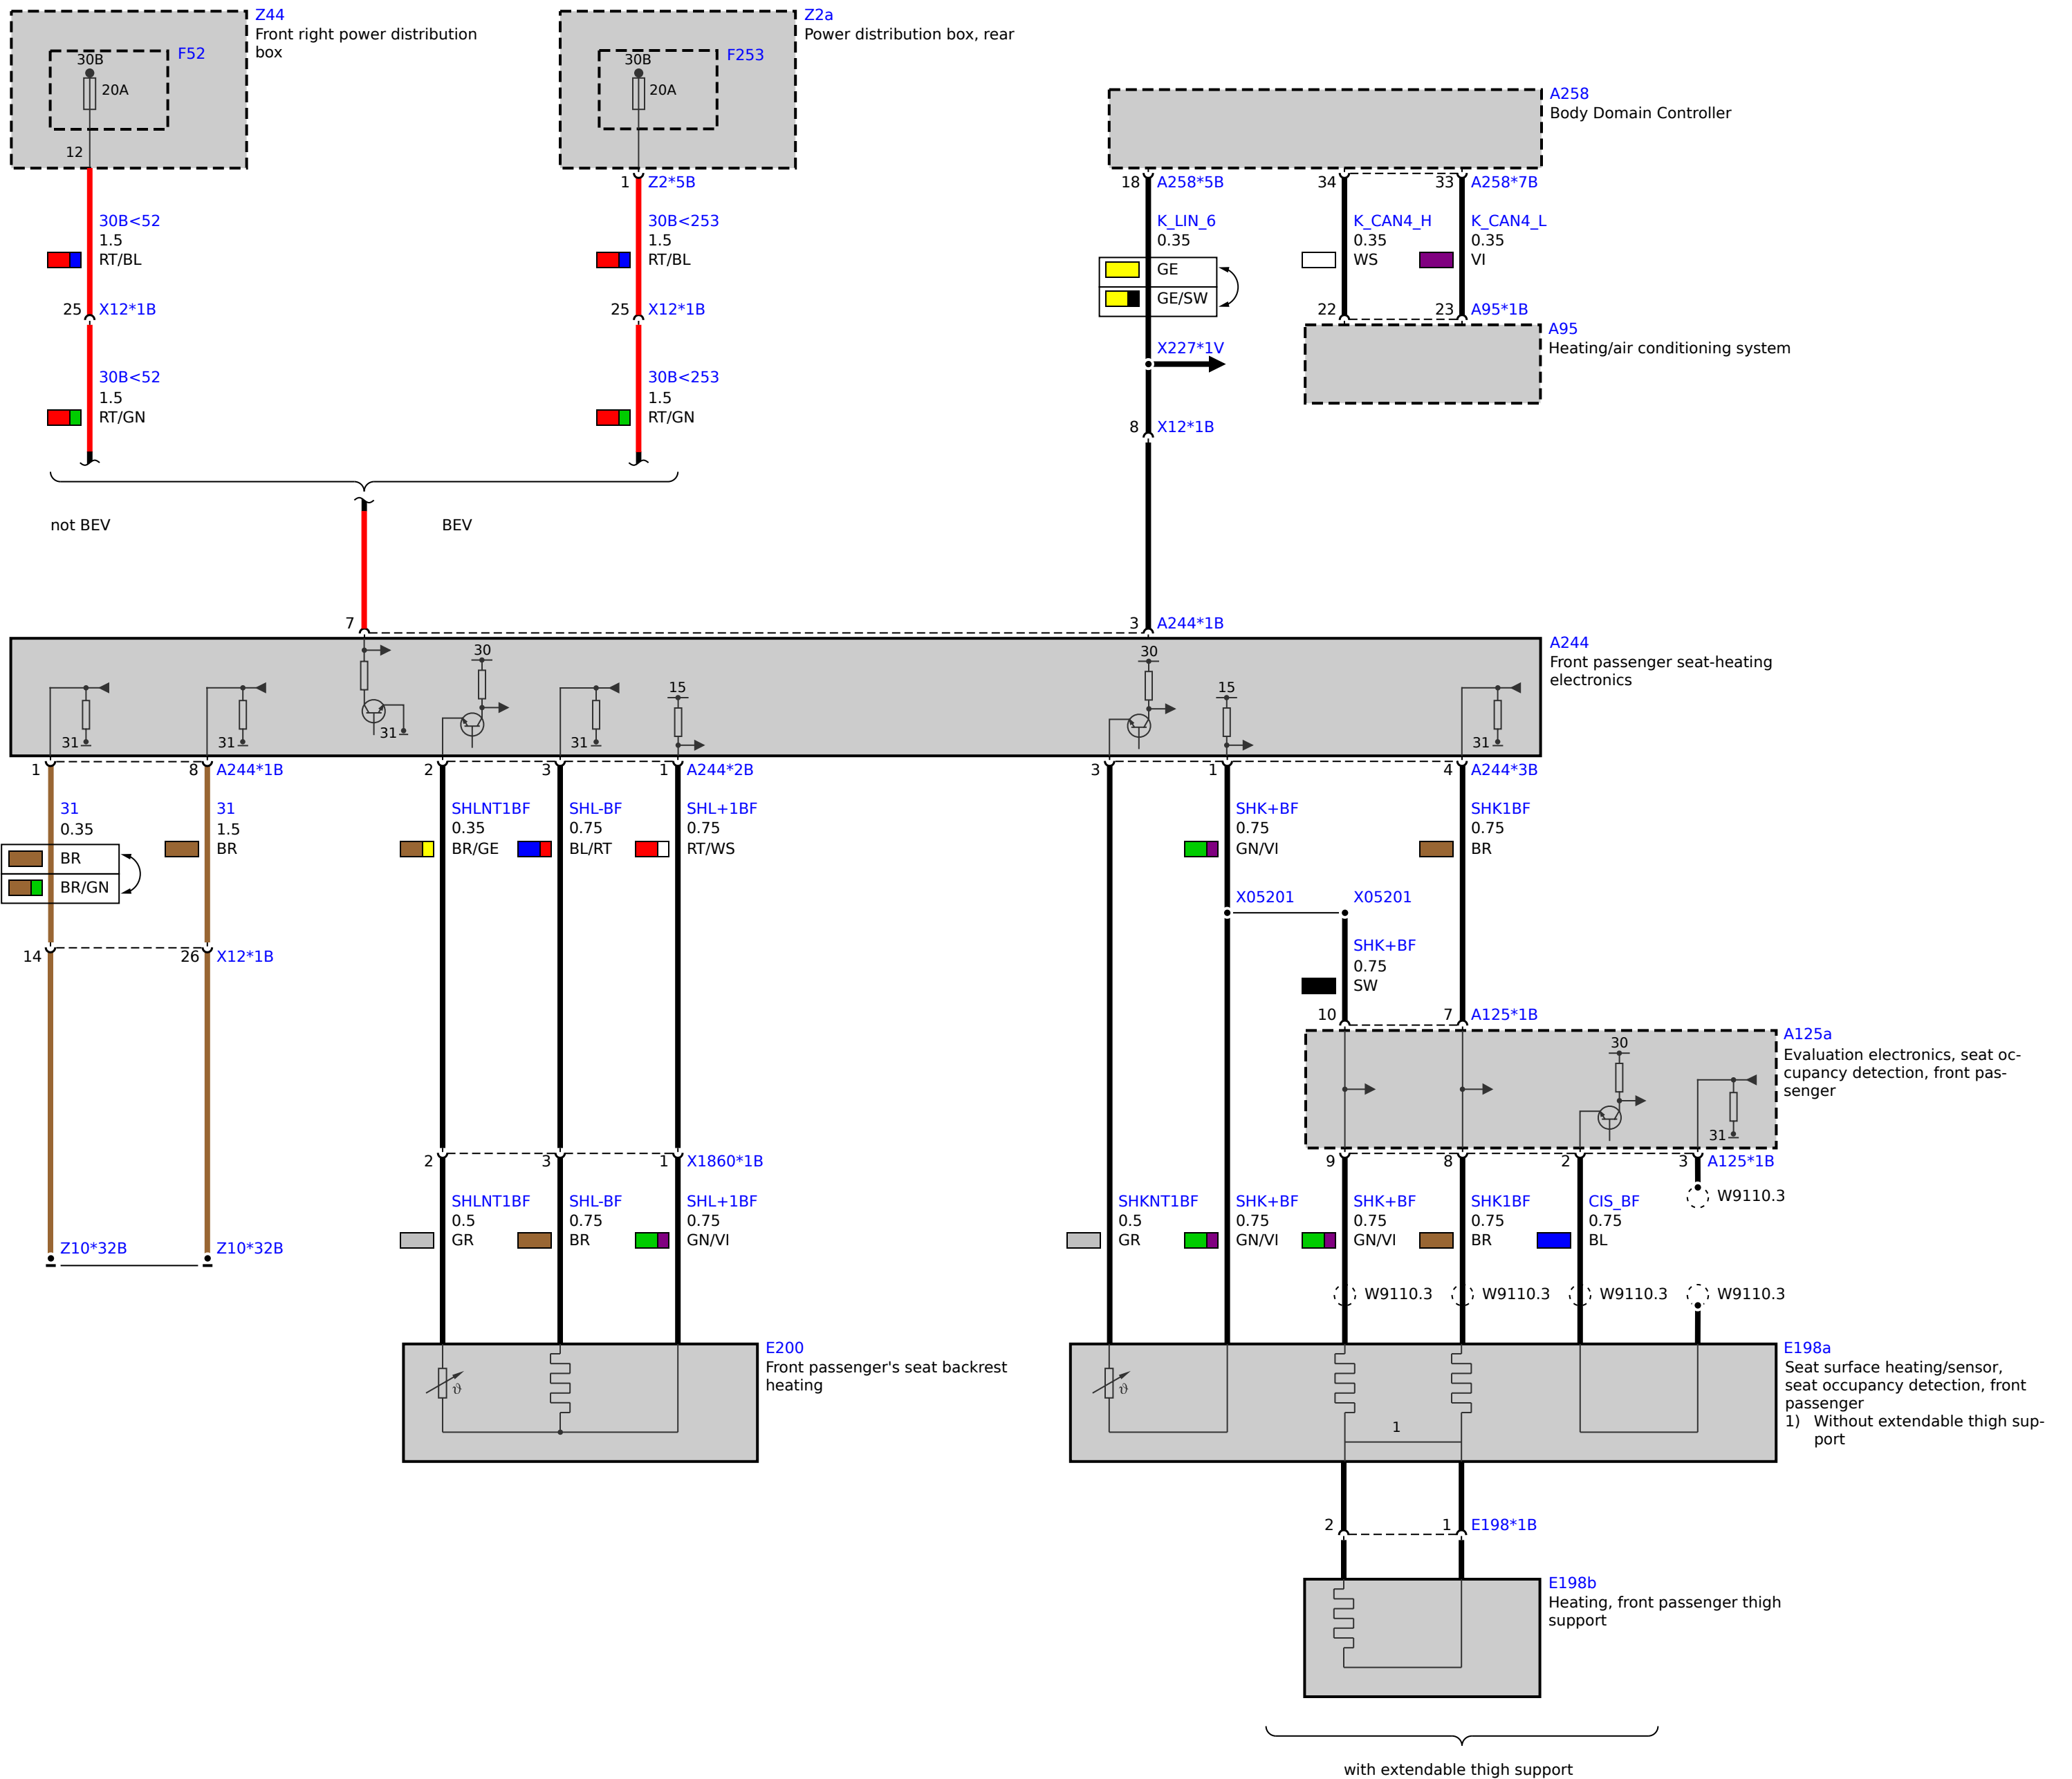 Z44
Front right power distribution
box
F52
30B
20A
12
Z2a
Power distribution box, rear
F253
30B
20A
A258
Body Domain Controller
1 Z2*5B
18 A258*5B
34
33 A258*7B
30B<52
1.5
RT/BL
30B<253
1.5
RT/BL
K_LIN_6
0.35
GE
GE/SW
K_CAN4_H
0.35
WS
K_CAN4_L
0.35
VI
25 X12*1B
25 X12*1B
22
23 A95*1B
A95
Heating/air conditioning system
X227*1V
30B<52
1.5
RT/GN
30B<253
1.5
RT/GN
8 X12*1B
not BEV
BEV
7
3 A244*1B
A244
Front passenger seat-heating
electronics
31
31
31
30
31
15
30
15
31
1
8 A244*1B
2
3
1 A244*2B
3
1
4 A244*3B
31
0.35
BR
BR/GN
31
1.5
BR
SHLNT1BF
0.35
BR/GE
SHL-BF
0.75
BL/RT
SHL+1BF
0.75
RT/WS
SHK+BF
0.75
GN/VI
SHK1BF
0.75
BR
X05201
X05201
SHK+BF
0.75
SW
14
26 X12*1B
10
7 A125*1B
A125a
Evaluation electronics, seat oc-
cupancy detection, front pas-
senger
30
31
2
3
1 X1860*1B
9
8
2
3 A125*1B
W9110.3
SHLNT1BF
0.5
GR
SHL-BF
0.75
BR
SHL+1BF
0.75
GN/VI
SHKNT1BF
0.5
GR
SHK+BF
0.75
GN/VI
SHK+BF
0.75
GN/VI
SHK1BF
0.75
BR
CIS_BF
0.75
BL
Z10*32B
Z10*32B
W9110.3
W9110.3
W9110.3
W9110.3
E200
Front passenger's seat backrest
heating
ϑ
ϑ
1
E198a
Seat surface heating/sensor,
seat occupancy detection, front
passenger
1) Without extendable thigh sup-
port
2
1 E198*1B
E198b
Heating, front passenger thigh
support
with extendable thigh support